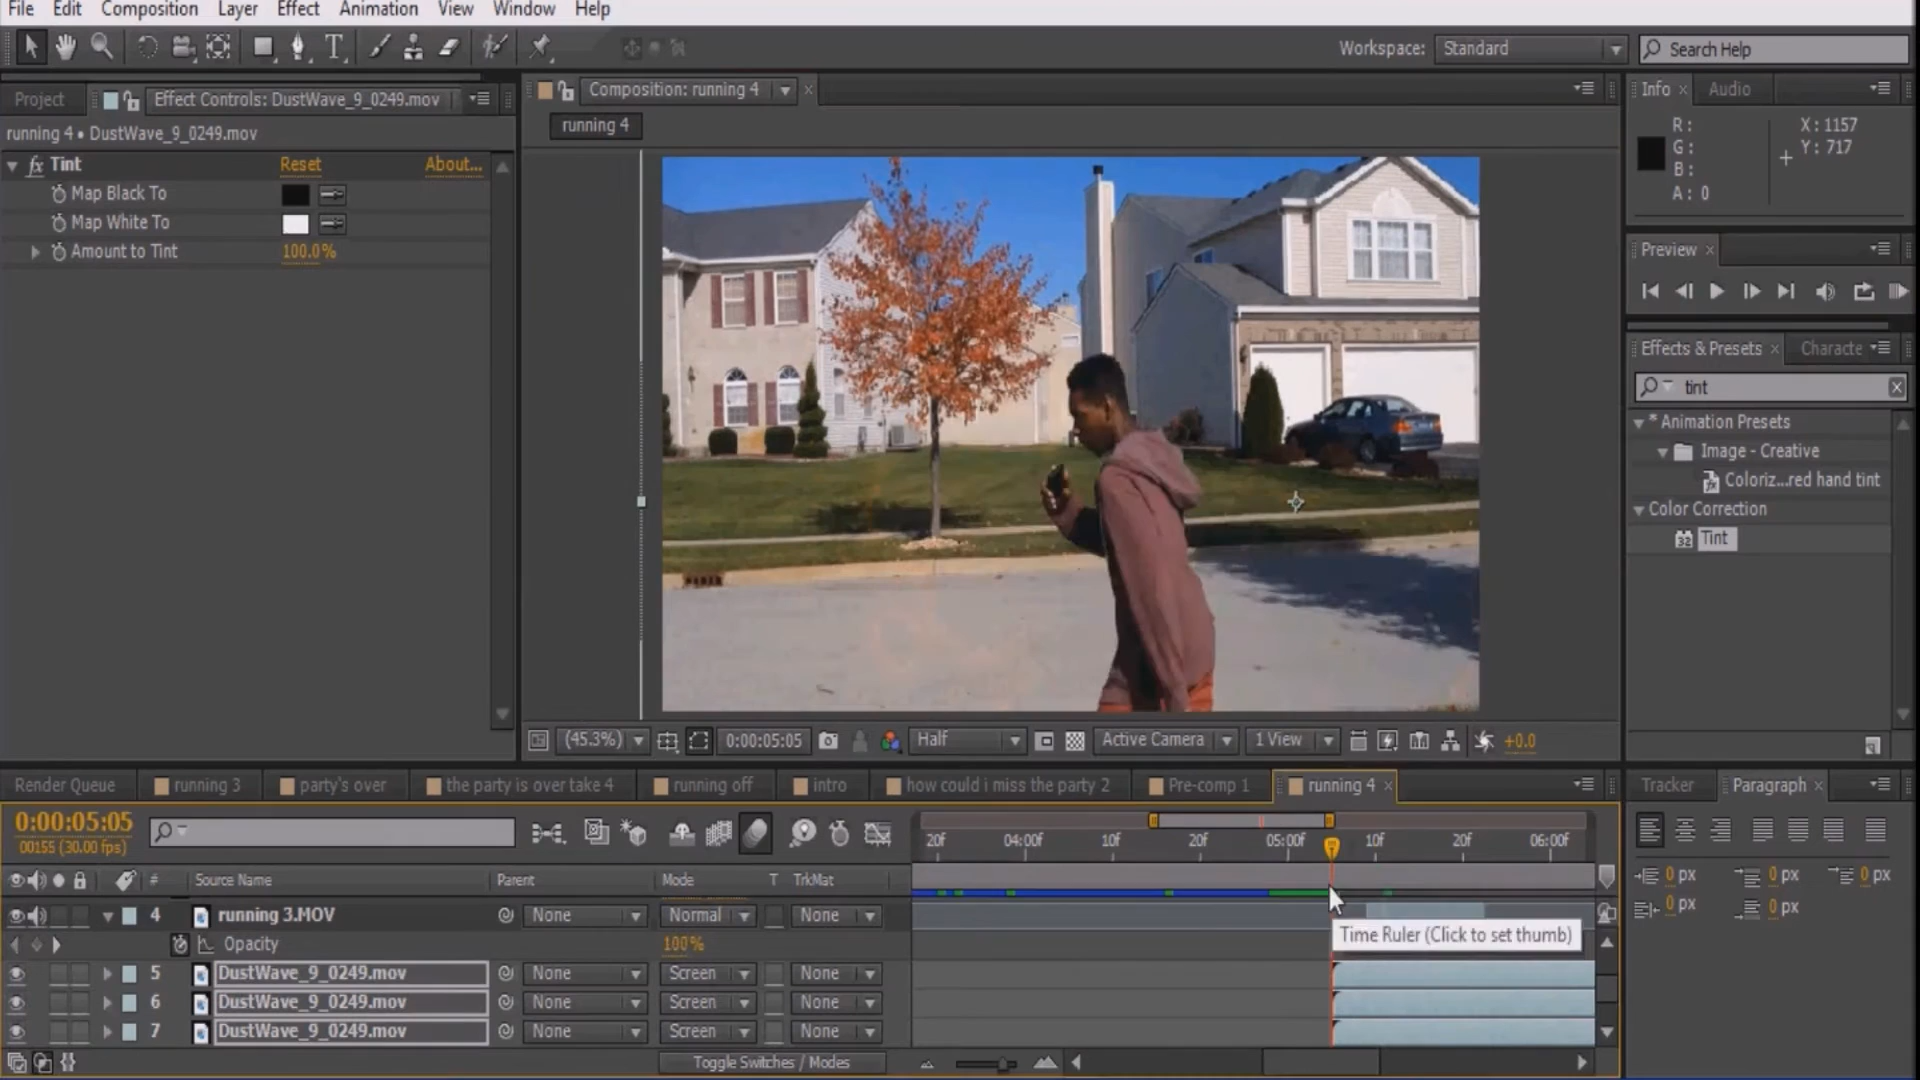 File Edit Composition Layer Effect Animation View Window Help
Workspace: Standard Search Help
Project Effect Controls: DustWave_9_0249.mov
running 4 • DustWave_9_0249.mov
fx Tint Reset About...
Map Black To
Map White To
Amount to Tint 100.0%
Composition: running 4
running 4
(45.3%) 0:00:05:05 Half Active Camera 1 View +0.0
Info Audio
R: X: 1157
G: Y: 717
B:
A: 0
Preview
Effects & Presets Characte
tint
* Animation Presets
Image - Creative
Coloriz...red hand tint
Color Correction
32 Tint
Render Queue running 3 party's over the party is over take 4 running off intro how could i miss the party 2 Pre-comp 1 running 4
0:00:05:05
00155 (30.00 fps)
20f 04:00f 10f 20f 05:00f 10f 20f 06:00f
# Source Name Parent Mode T TrkMat
4 running 3.MOV None Normal None
Opacity 100%
5 DustWave_9_0249.mov None Screen None
6 DustWave_9_0249.mov None Screen None
7 DustWave_9_0249.mov None Screen None
Time Ruler (Click to set thumb)
Toggle Switches / Modes
Tracker Paragraph
0 px 0 px 0 px
0 px 0 px